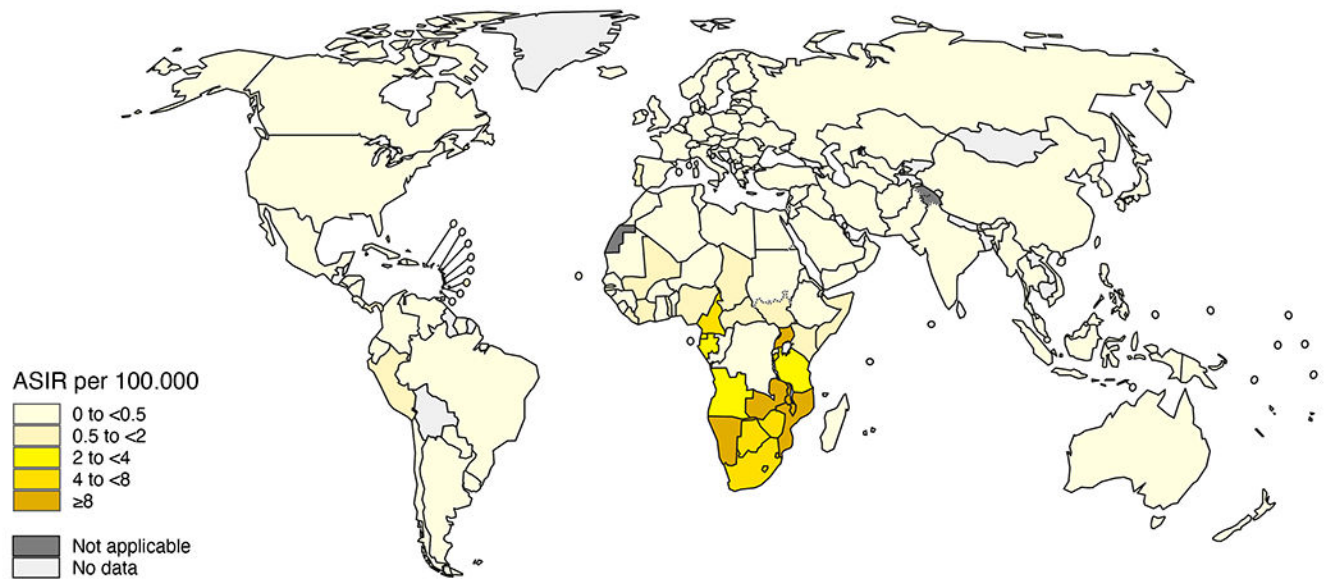 ASIR per 100.000
0 to <0.5
0.5 to <2
2 to <4
4 to <8
≥8
Not applicable
No data